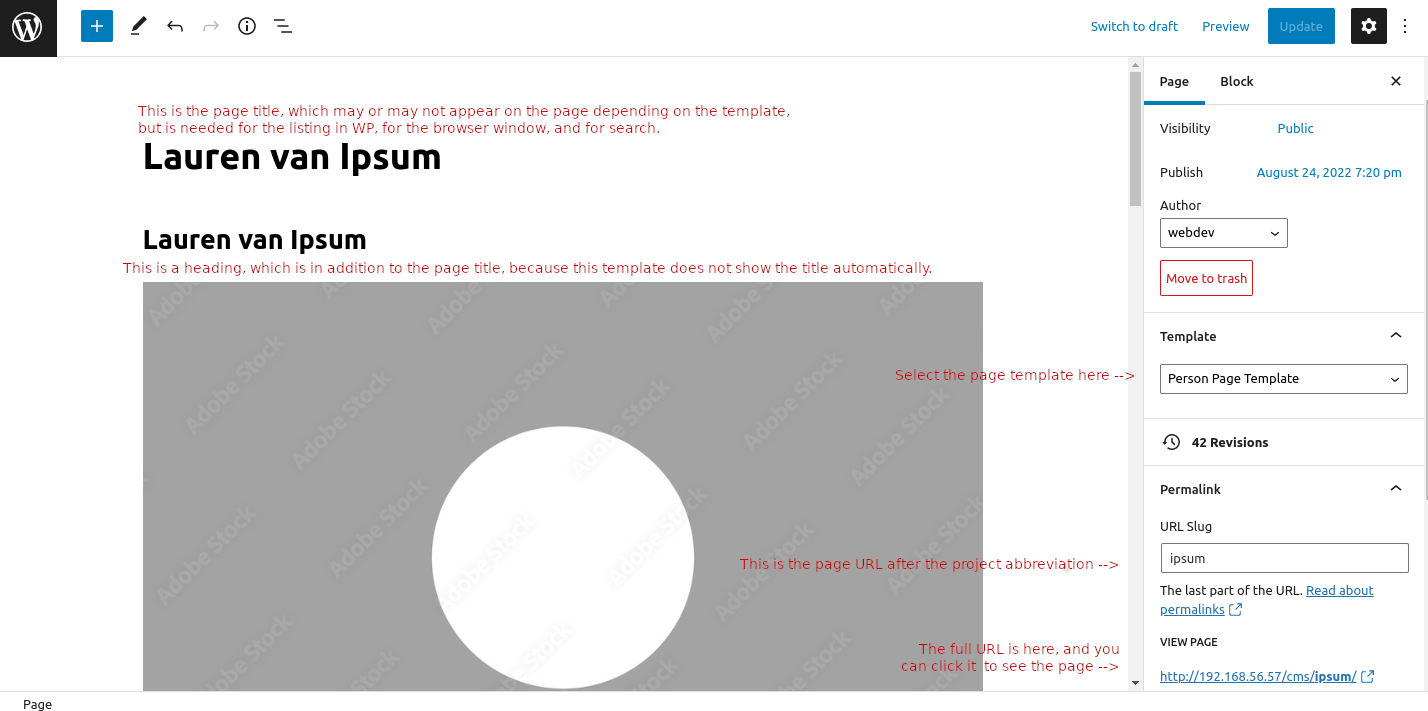 Switch to draft
Preview
Update
Page
Block
This is the page title, which may or may not appear on the page depending on the template,
but is needed for the listing in WP, for the browser window, and for search.
Lauren van Ipsum
Lauren van Ipsum
This is a heading, which is in addition to the page title, because this template does not show the title automatically.
Adobe Stock
Select the page template here -->
This is the page URL after the project abbreviation -->
The full URL is here, and you
can click it to see the page -->
Visibility
Public
Publish
August 24, 2022 7:20 pm
Author
webdev
Move to trash
Template
Person Page Template
42 Revisions
Permalink
URL Slug
ipsum
The last part of the URL. Read about
permalinks
VIEW PAGE
http://192.168.56.57/cms/ipsum/
Page